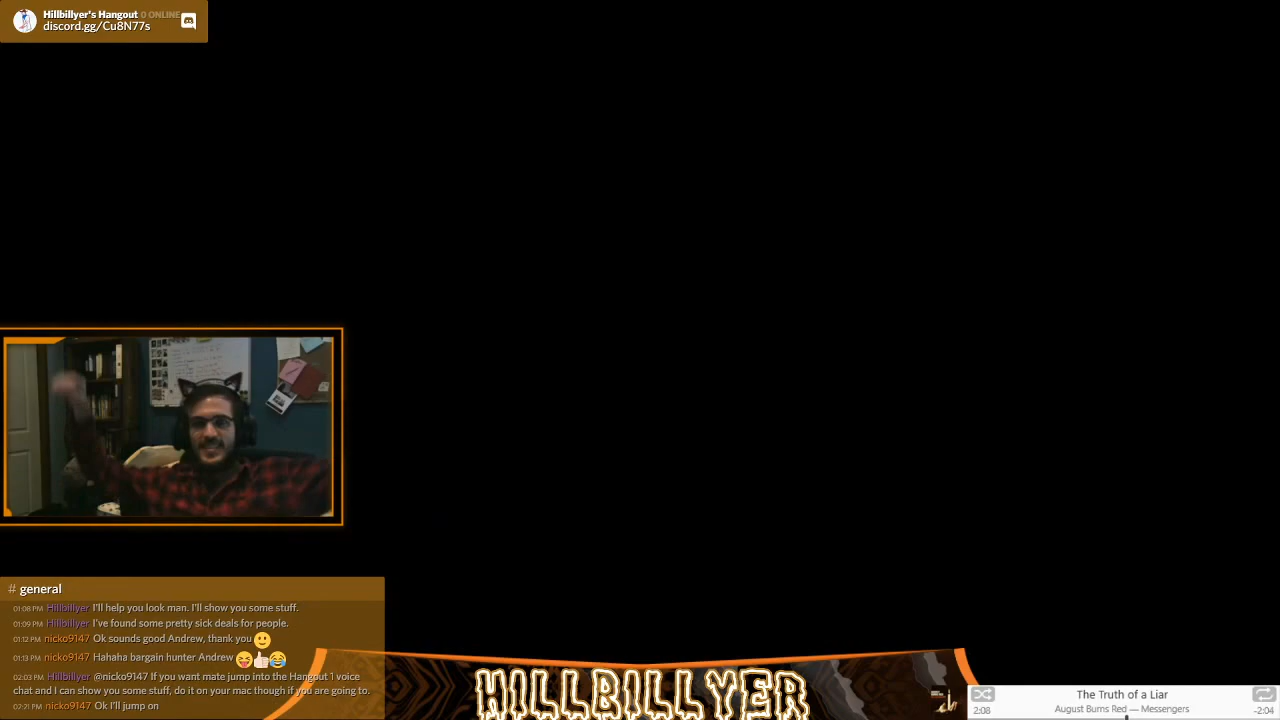 Hillbillyer's Hangout 0 ONLINE
discord.gg/Cu8N77s
# general
01:08 PM Hillbillyer I'll help you look man. I'll show you some stuff.
01:09 PM Hillbillyer I've found some pretty sick deals for people.
01:12 PM nicko9147 Ok sounds good Andrew, thank you 🙂
01:13 PM nicko9147 Hahaha bargain hunter Andrew 😝👍😂
02:03 PM Hillbillyer @nicko9147 If you want mate jump into the Hangout 1 voice
chat and I can show you some stuff, do it on your mac though if you are going to.
02:21 PM nicko9147 Ok I'll jump on
HILLBILLYER
The Truth of a Liar
2:08 August Burns Red — Messengers -2:04